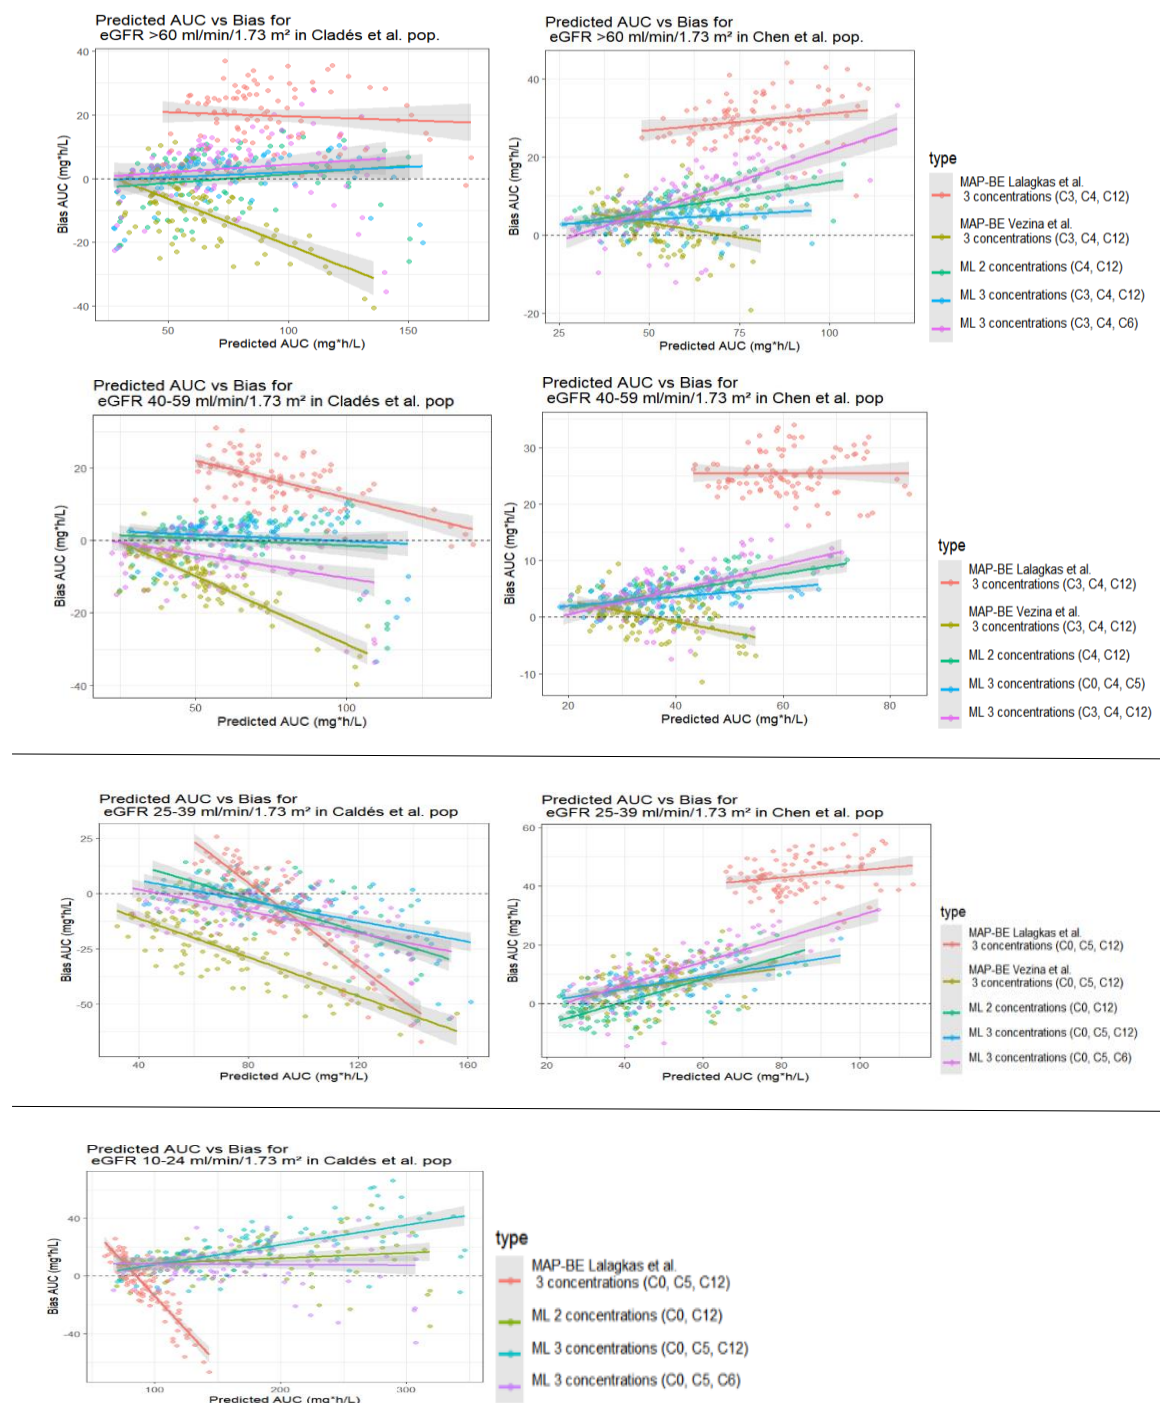 Predicted AUC vs Bias for
eGFR >60 ml/min/1.73 m² in Cladés et al. pop.
Bias AUC (mg*h/L)
40
20
0
-20
-40
50
100
150
Predicted AUC (mg*h/L)
Predicted AUC vs Bias for
eGFR >60 ml/min/1.73 m² in Chen et al. pop.
Bias AUC (mg*h/L)
40
20
0
-20
25
50
75
100
Predicted AUC (mg*h/L)
type
MAP-BE Lalagkas et al.
3 concentrations (C3, C4, C12)
MAP-BE Vezina et al.
3 concentrations (C3, C4, C12)
ML 2 concentrations (C4, C12)
ML 3 concentrations (C3, C4, C12)
ML 3 concentrations (C3, C4, C6)
Predicted AUC vs Bias for
eGFR 40-59 ml/min/1.73 m² in Cladés et al. pop
Bias AUC (mg*h/L)
20
0
-20
-40
50
100
Predicted AUC (mg*h/L)
Predicted AUC vs Bias for
eGFR 40-59 ml/min/1.73 m² in Chen et al. pop
Bias AUC (mg*h/L)
30
20
10
0
-10
20
40
60
80
Predicted AUC (mg*h/L)
type
MAP-BE Lalagkas et al.
3 concentrations (C3, C4, C12)
MAP-BE Vezina et al.
3 concentrations (C3, C4, C12)
ML 2 concentrations (C4, C12)
ML 3 concentrations (C0, C4, C5)
ML 3 concentrations (C3, C4, C12)
Predicted AUC vs Bias for
eGFR 25-39 ml/min/1.73 m² in Caldés et al. pop
Bias AUC (mg*h/L)
25
0
-25
-50
40
80
120
160
Predicted AUC (mg*h/L)
Predicted AUC vs Bias for
eGFR 25-39 ml/min/1.73 m² in Chen et al. pop
Bias AUC (mg*h/L)
60
40
20
0
20
40
60
80
100
Predicted AUC (mg*h/L)
type
MAP-BE Lalagkas et al.
3 concentrations (C0, C5, C12)
MAP-BE Vezina et al.
3 concentrations (C0, C5, C12)
ML 2 concentrations (C0, C12)
ML 3 concentrations (C0, C5, C12)
ML 3 concentrations (C0, C5, C6)
Predicted AUC vs Bias for
eGFR 10-24 ml/min/1.73 m² in Caldés et al. pop
Bias AUC (mg*h/L)
40
0
-40
100
200
300
Predicted AUC (mg*h/L)
type
MAP-BE Lalagkas et al.
3 concentrations (C0, C5, C12)
ML 2 concentrations (C0, C12)
ML 3 concentrations (C0, C5, C12)
ML 3 concentrations (C0, C5, C6)